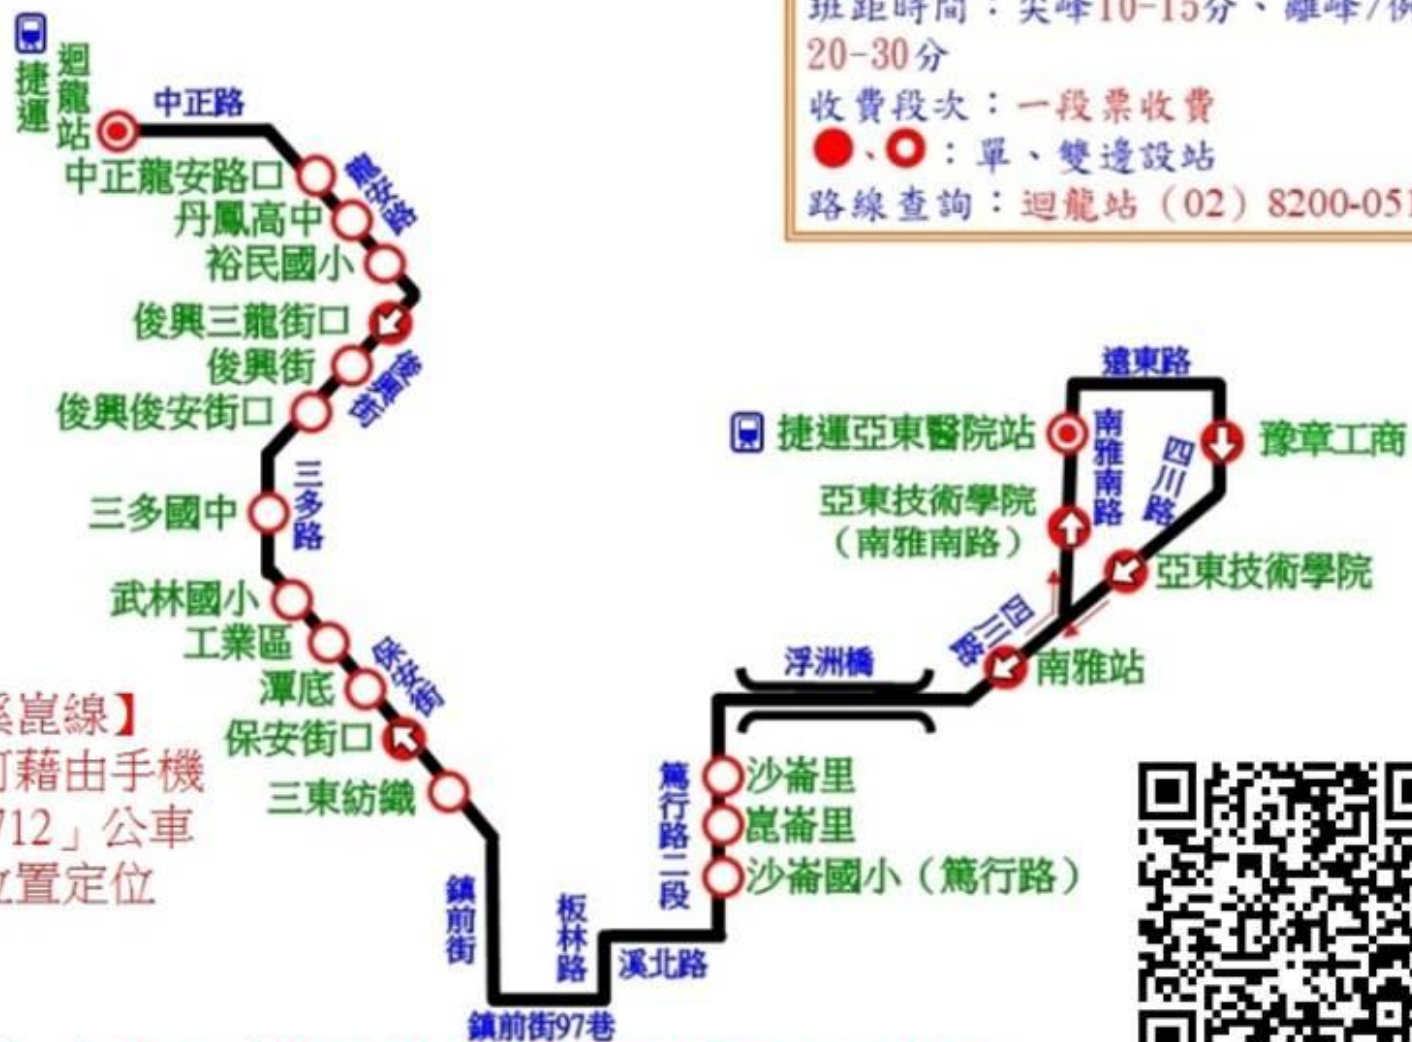 捷運
迴龍站
中正路
中正龍安路口
龍安路
丹鳳高中
裕民國小
俊興三龍街口
俊興街
俊興街
俊興俊安街口
三多國中
三多路
武林國小
工業區
潭底
保安街
保安街口
三東紡織
鎮前街
鎮前街97巷
板林路
溪北路
篤行路二段
沙崙里
崑崙里
沙崙國小（篤行路）
浮洲橋
四川路
南雅站
亞東技術學院
（南雅南路）
亞東技術學院
捷運亞東醫院站
南雅南路
遠東路
四川路
豫章工商
班距時間：尖峰10-15分、離峰/例
20-30分
收費段次：一段票收費
、：單、雙邊設站
路線查詢：迴龍站（02）8200-051
溪崑線】
可藉由手機
712」公車
位置定位